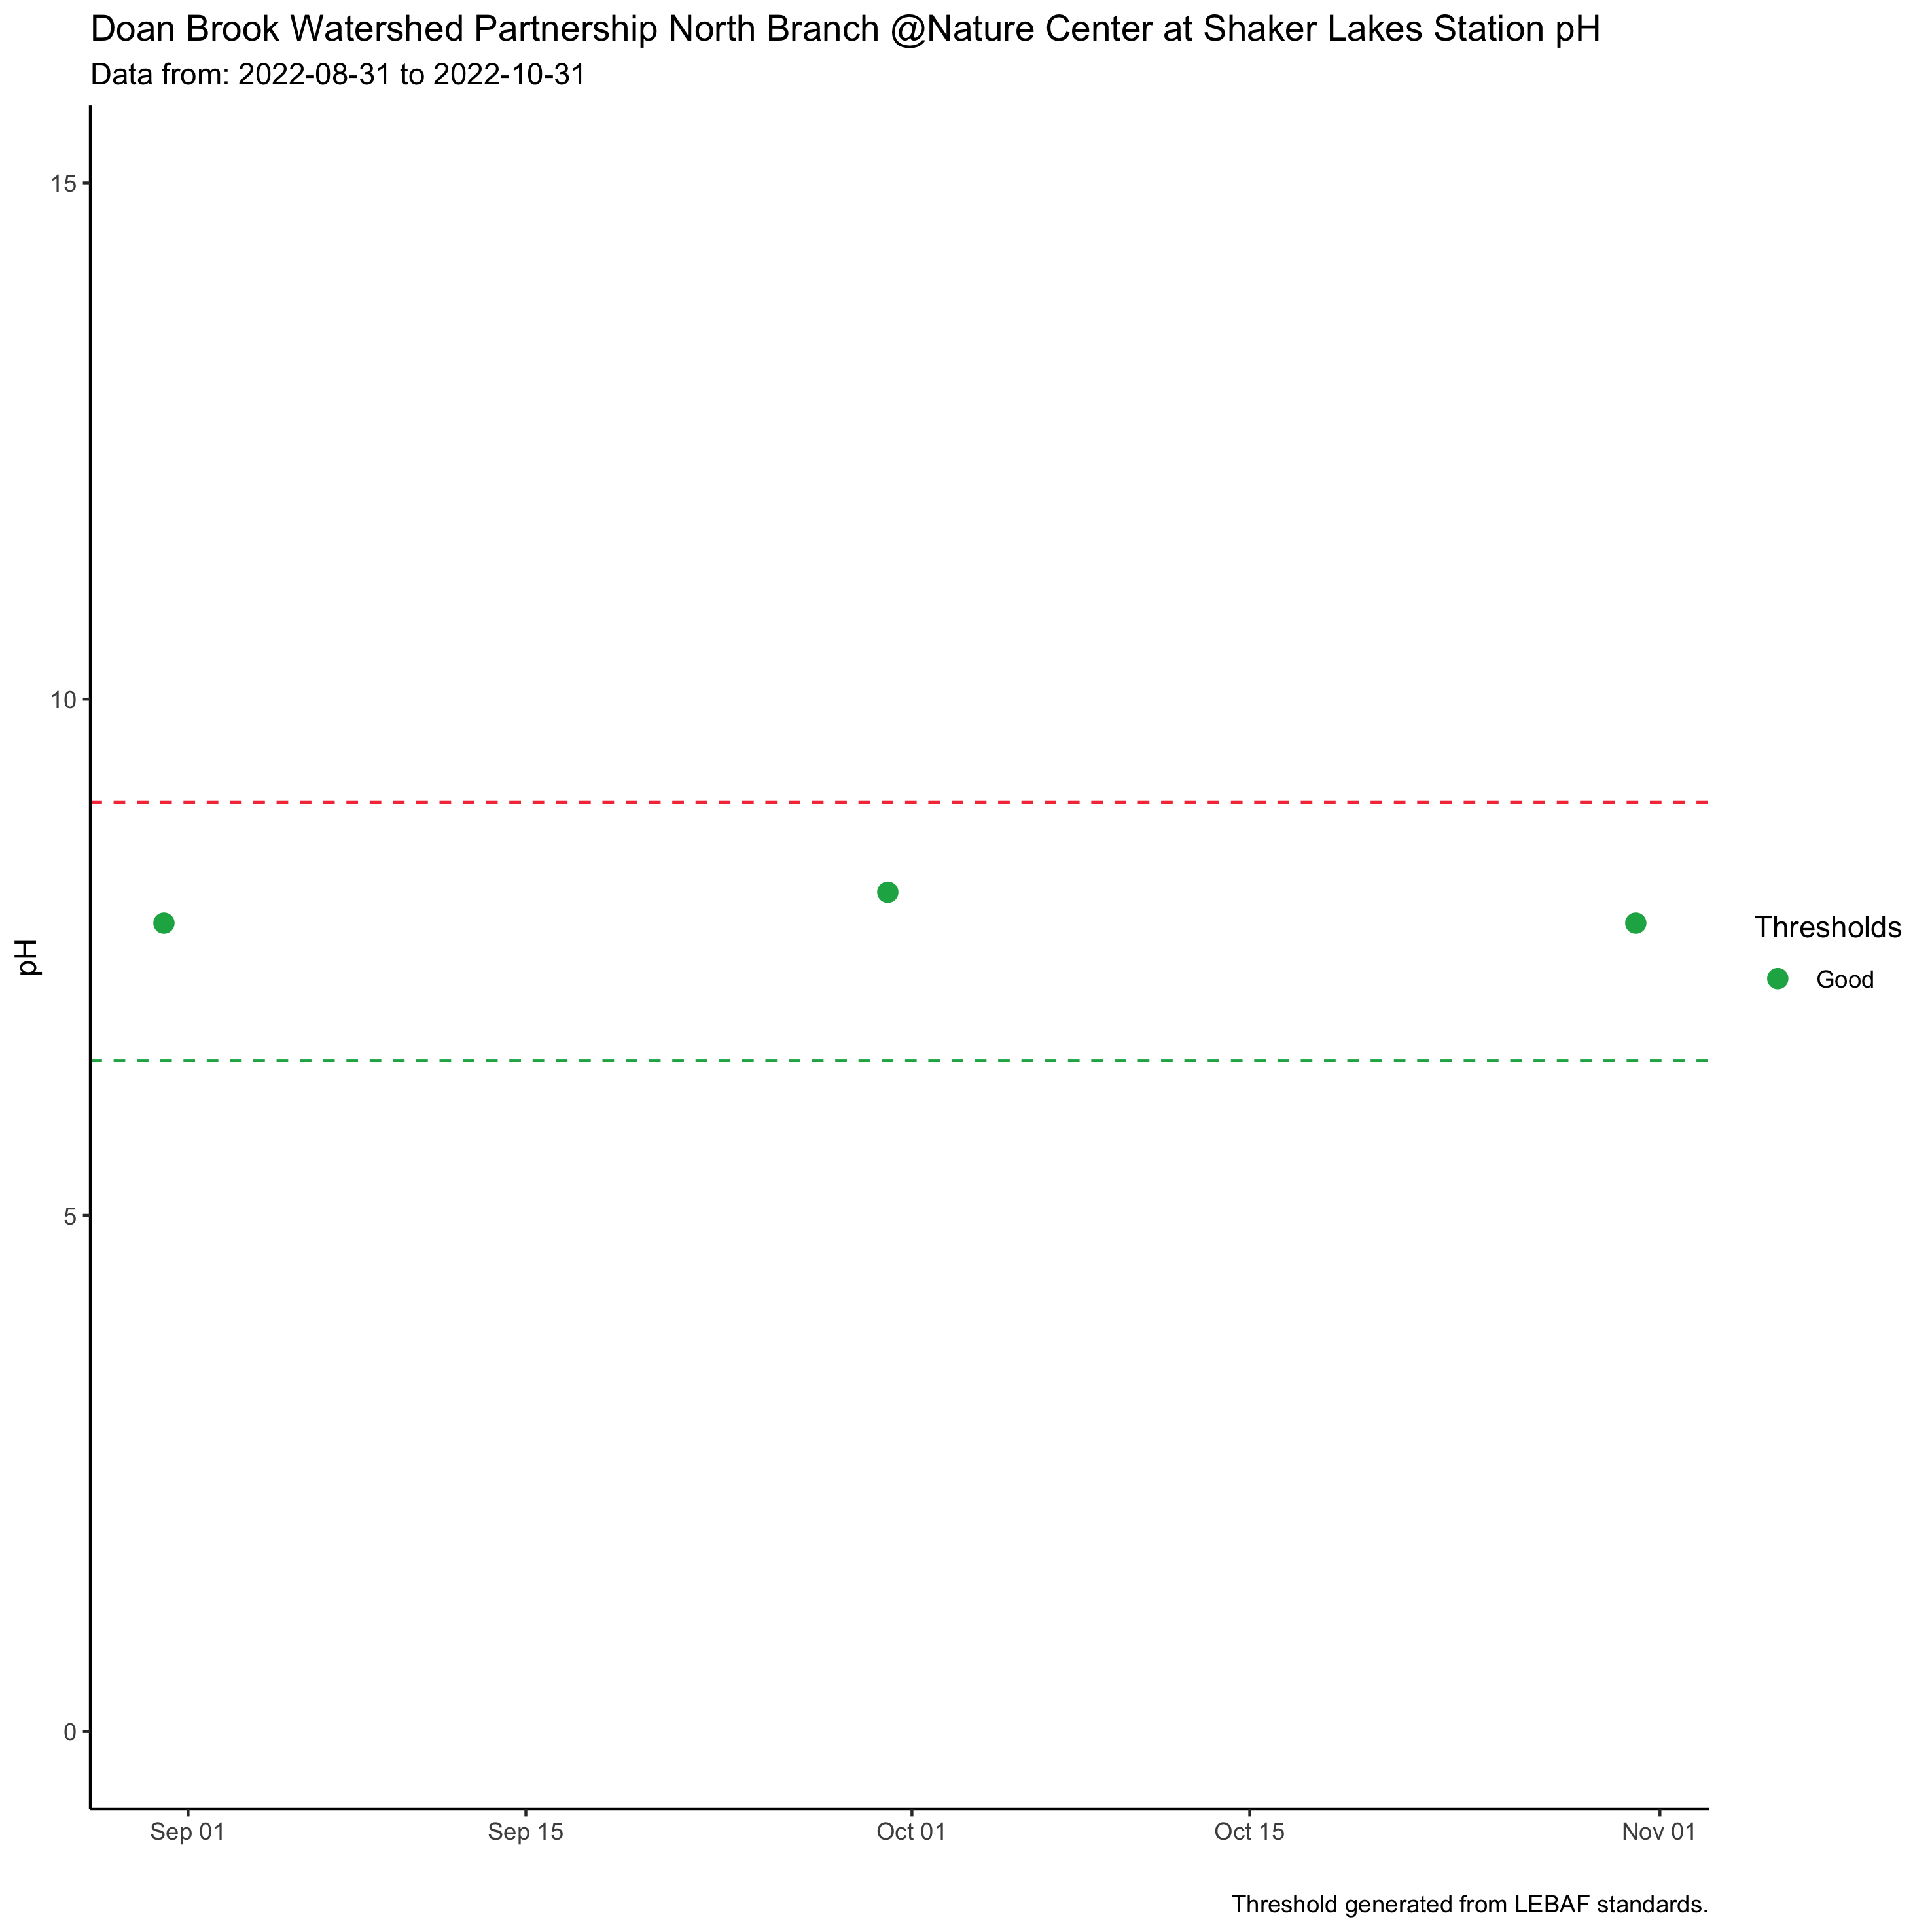 Doan Brook Watershed Partnership North Branch @Nature Center at Shaker Lakes Station pH
Data from: 2022-08-31 to 2022-10-31
15
10
5
0
pH
Thresholds
Good
Sep 01
Sep 15
Oct 01
Oct 15
Nov 01
Threshold generated from LEBAF standards.